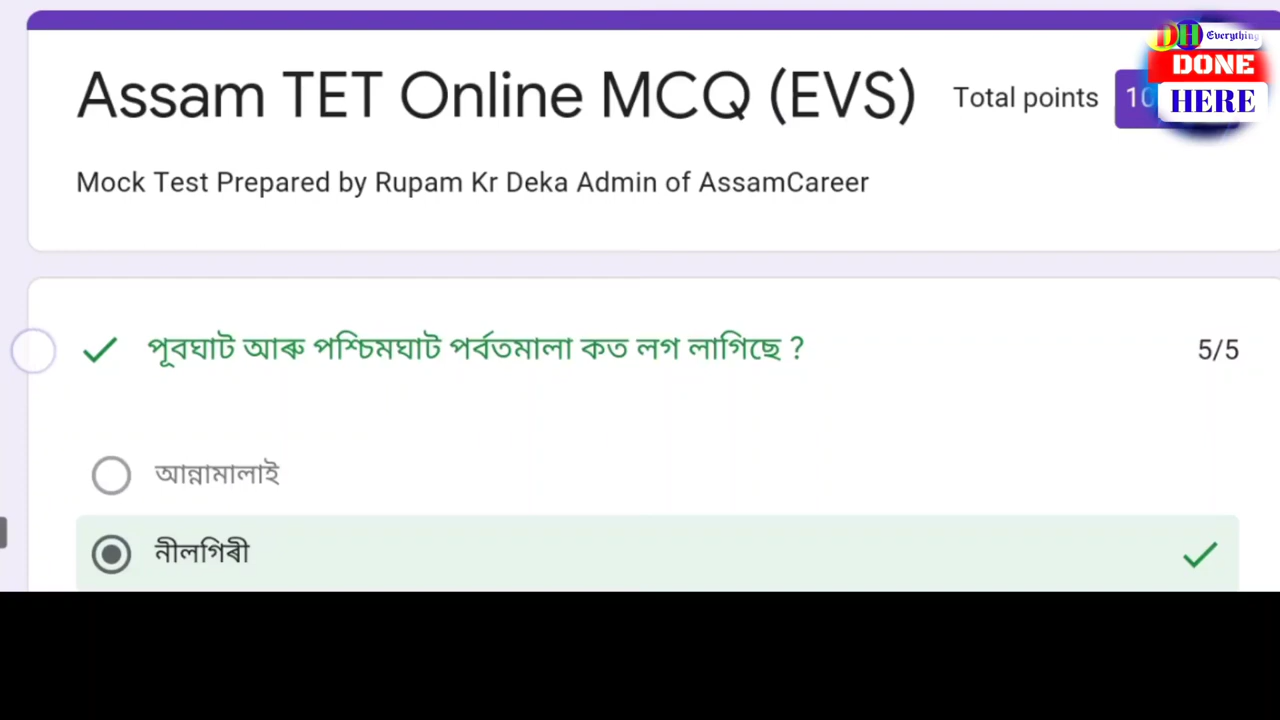 Everything
DONE
HERE
Assam TET Online MCQ (EVS) Total points
Mock Test Prepared by Rupam Kr Deka Admin of AssamCareer
পূবঘাট আৰু পশ্চিমঘাট পৰ্বতমালা কত লগ লাগিছে ? 5/5
আন্নামালাই
নীলগিৰী